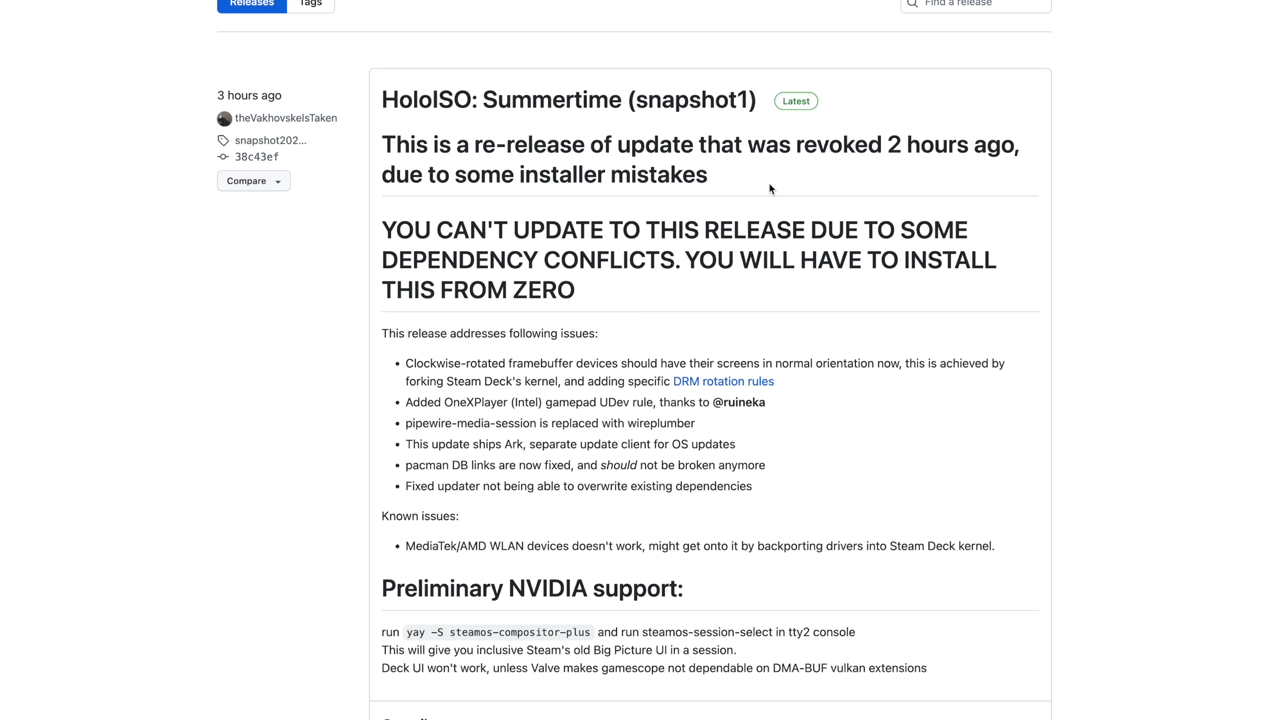 Releases
Tags
Find a release
3 hours ago
theVakhovskeIsTaken
snapshot202...
38c43ef
Compare
HoloISO: Summertime (snapshot1)
Latest
This is a re-release of update that was revoked 2 hours ago,
due to some installer mistakes
YOU CAN'T UPDATE TO THIS RELEASE DUE TO SOME
DEPENDENCY CONFLICTS. YOU WILL HAVE TO INSTALL
THIS FROM ZERO
This release addresses following issues:
• Clockwise-rotated framebuffer devices should have their screens in normal orientation now, this is achieved by
forking Steam Deck's kernel, and adding specific DRM rotation rules
• Added OneXPlayer (Intel) gamepad UDev rule, thanks to @ruineka
• pipewire-media-session is replaced with wireplumber
• This update ships Ark, separate update client for OS updates
• pacman DB links are now fixed, and should not be broken anymore
• Fixed updater not being able to overwrite existing dependencies
Known issues:
• MediaTek/AMD WLAN devices doesn't work, might get onto it by backporting drivers into Steam Deck kernel.
Preliminary NVIDIA support:
run yay -S steamos-compositor-plus and run steamos-session-select in tty2 console
This will give you inclusive Steam's old Big Picture UI in a session.
Deck UI won't work, unless Valve makes gamescope not dependable on DMA-BUF vulkan extensions